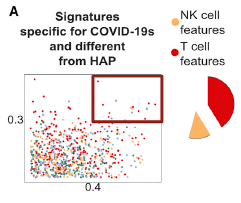 A
Signatures
specific for COVID-19s
and different
from HAP
NK cell
features
T cell
features
0.3
0.4